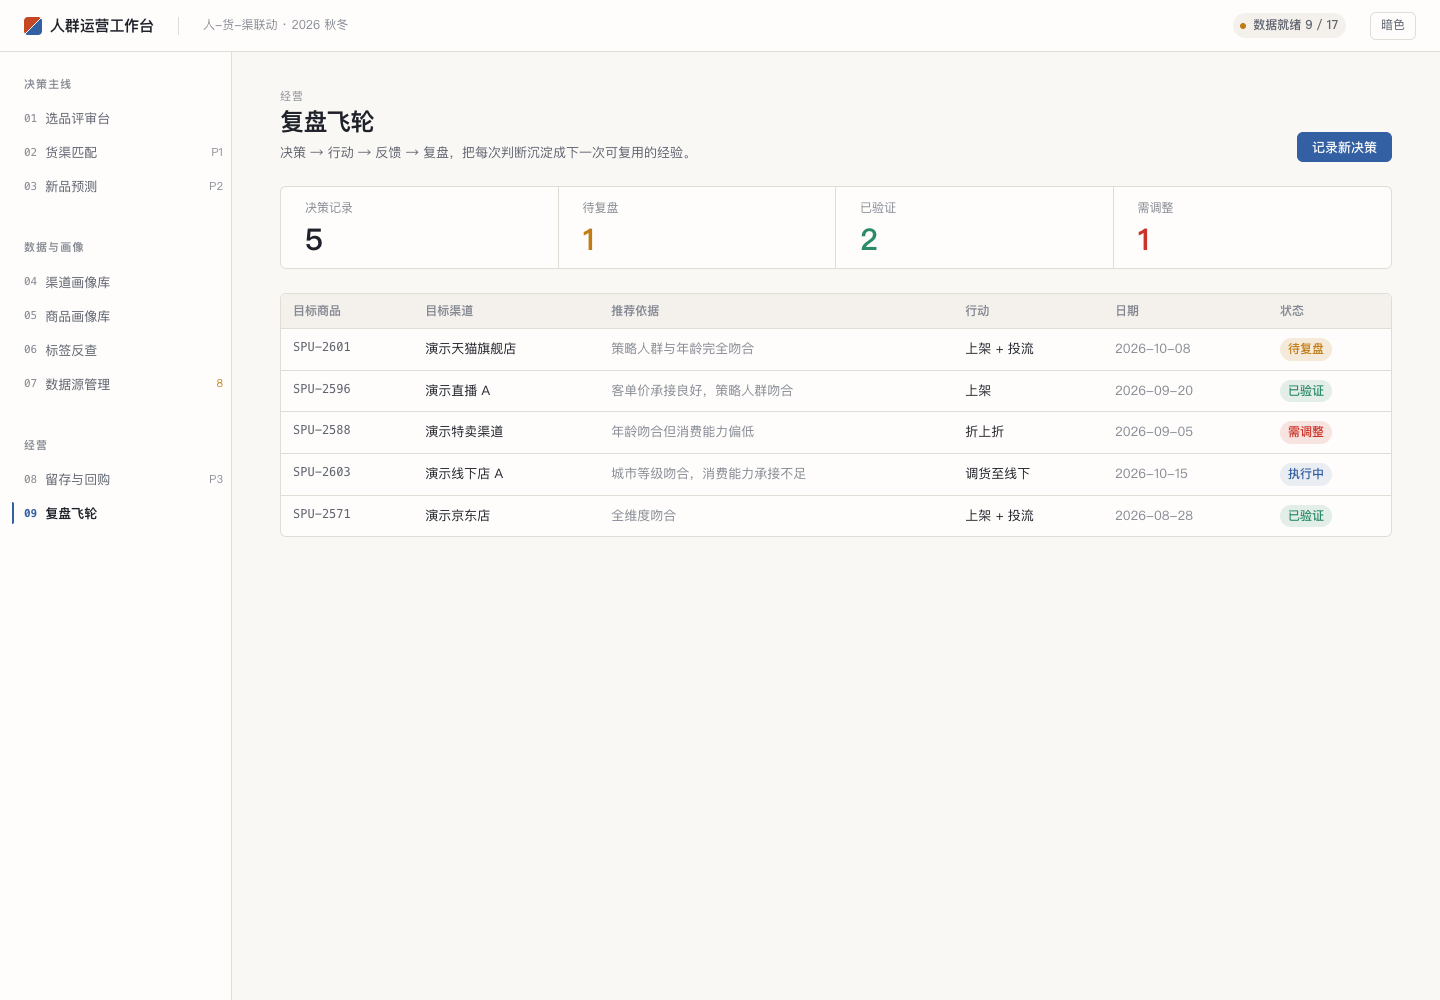 人群运营工作台
人-货-渠联动 · 2026 秋冬
数据就绪 9 / 17
暗色
决策主线
01 选品评审台
02 货渠匹配 P1
03 新品预测 P2
数据与画像
04 渠道画像库
05 商品画像库
06 标签反查
07 数据源管理 8
经营
08 留存与回购 P3
09 复盘飞轮
经营
复盘飞轮
决策 → 行动 → 反馈 → 复盘，把每次判断沉淀成下一次可复用的经验。
记录新决策
决策记录 待复盘 已验证 需调整
5 1 2 1
目标商品 目标渠道 推荐依据 行动 日期 状态
SPU-2601 演示天猫旗舰店 策略人群与年龄完全吻合 上架 + 投流 2026-10-08 待复盘
SPU-2596 演示直播 A 客单价承接良好，策略人群吻合 上架 2026-09-20 已验证
SPU-2588 演示特卖渠道 年龄吻合但消费能力偏低 折上折 2026-09-05 需调整
SPU-2603 演示线下店 A 城市等级吻合，消费能力承接不足 调货至线下 2026-10-15 执行中
SPU-2571 演示京东店 全维度吻合 上架 + 投流 2026-08-28 已验证